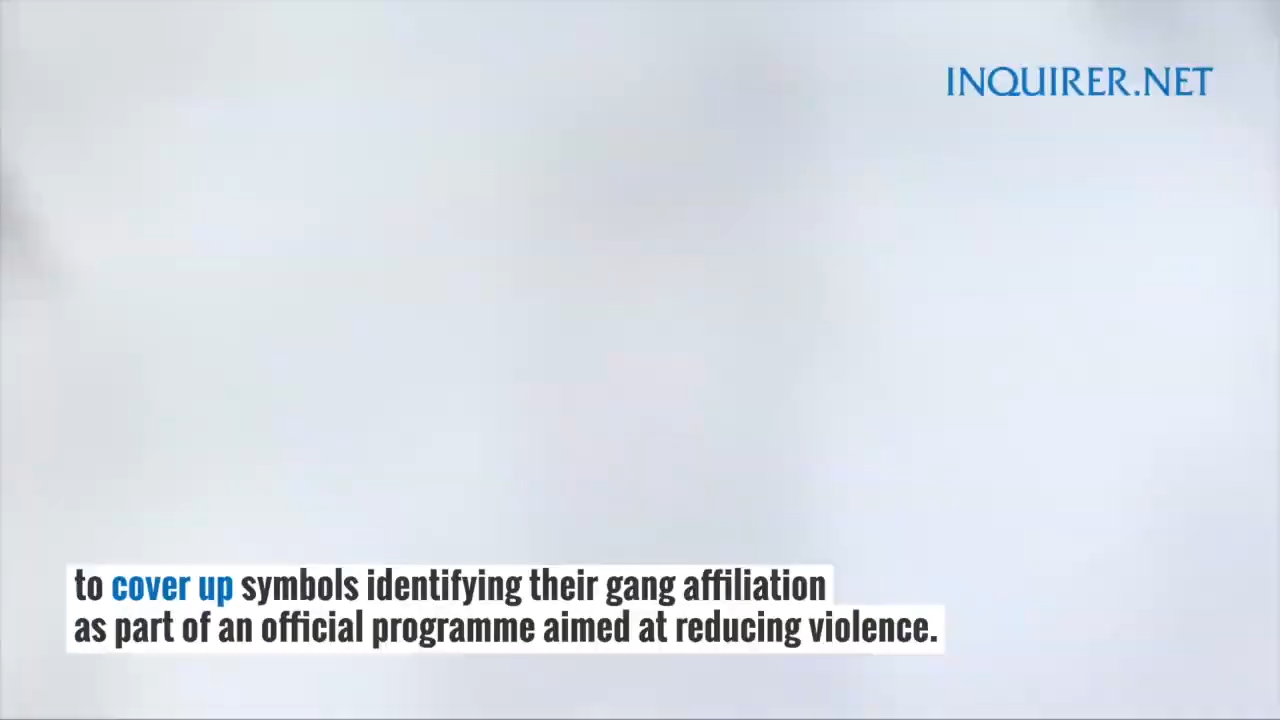 INQUIRER.NET
to cover up symbols identifying their gang affiliation
as part of an official programme aimed at reducing violence.